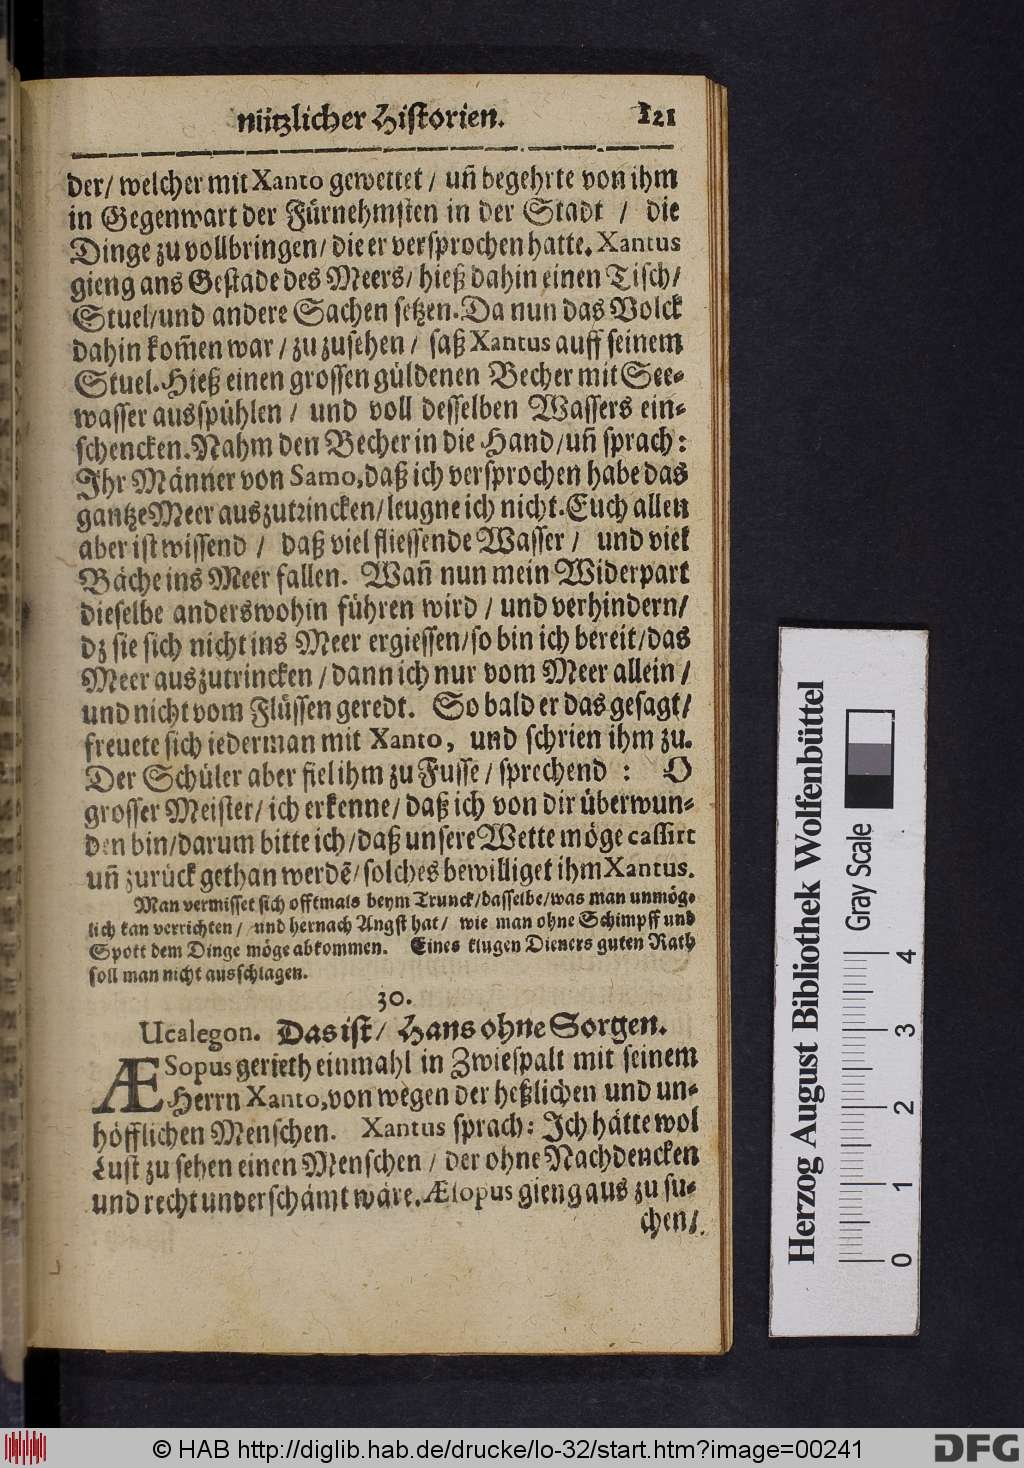 nützlicher Historien. 121
der/ welcher mit Xanto gewettet / uñ begehrte von ihm
in Gegenwart der Fürnehmsten in der Stadt / die
Dinge zu vollbringen/ die er versprochen hatte. Xantus
gieng ans Gestade des Meers/ hieß dahin einen Tisch/
Stuel/und andere Sachen setzen. Da nun das Volck
dahin kom̃en war / zu zusehen / saß Xantus auff seinem
Stuel. Hieß einen grossen güldenen Becher mit See-
wasser ausspühlen / und voll desselben Wassers ein-
schencken. Nahm den Becher in die Hand/uñ sprach:
Ihr Männer von Samo, daß ich versprochen habe das
gantze Meer auszutrincken/ leugne ich nicht. Euch allen
aber ist wissend / daß viel fliessende Wasser / und viel
Bäche ins Meer fallen. Wañ nun mein Widerpart
dieselbe anderswohin führen wird / und verhindern/
dz sie sich nicht ins Meer ergiessen/so bin ich bereit/das
Meer auszutrincken / dann ich nur vom Meer allein /
und nicht vom Flüssen geredt. So bald er das gesagt/
freuete sich iederman mit Xanto, und schrien ihm zu.
Der Schüler aber fiel ihm zu Fusse / sprechend : O
grosser Meister/ ich erkenne/ daß ich von dir überwun-
den bin/darum bitte ich/daß unsere Wette möge cassirt
uñ zurück gethan werdē/ solches bewilliget ihm Xantus.
Man vermisset sich offtmals beym Trunck/dasselbe/was man unmög-
lich kan verrichten/ und hernach Angst hat/ wie man ohne Schimpff und
Spott dem Dinge möge abkommen. Eines klugen Dieners guten Rath
soll man nicht ausschlagen.
30.
Ucalegon. Das ist/ Hans ohne Sorgen.
ÆSopus gerieth einmahl in Zwiespalt mit seinem
Herrn Xanto, von wegen der heßlichen und un-
höfflichen Menschen. Xantus sprach: Ich hätte wol
Lust zu sehen einen Menschen / der ohne Nachdencken
und recht unverschämt wäre. Æsopus gieng aus zu su-
chen/
Herzog August Bibliothek Wolfenbüttel
Gray Scale
0 1 2 3 4
© HAB http://diglib.hab.de/drucke/lo-32/start.htm?image=00241
DFG